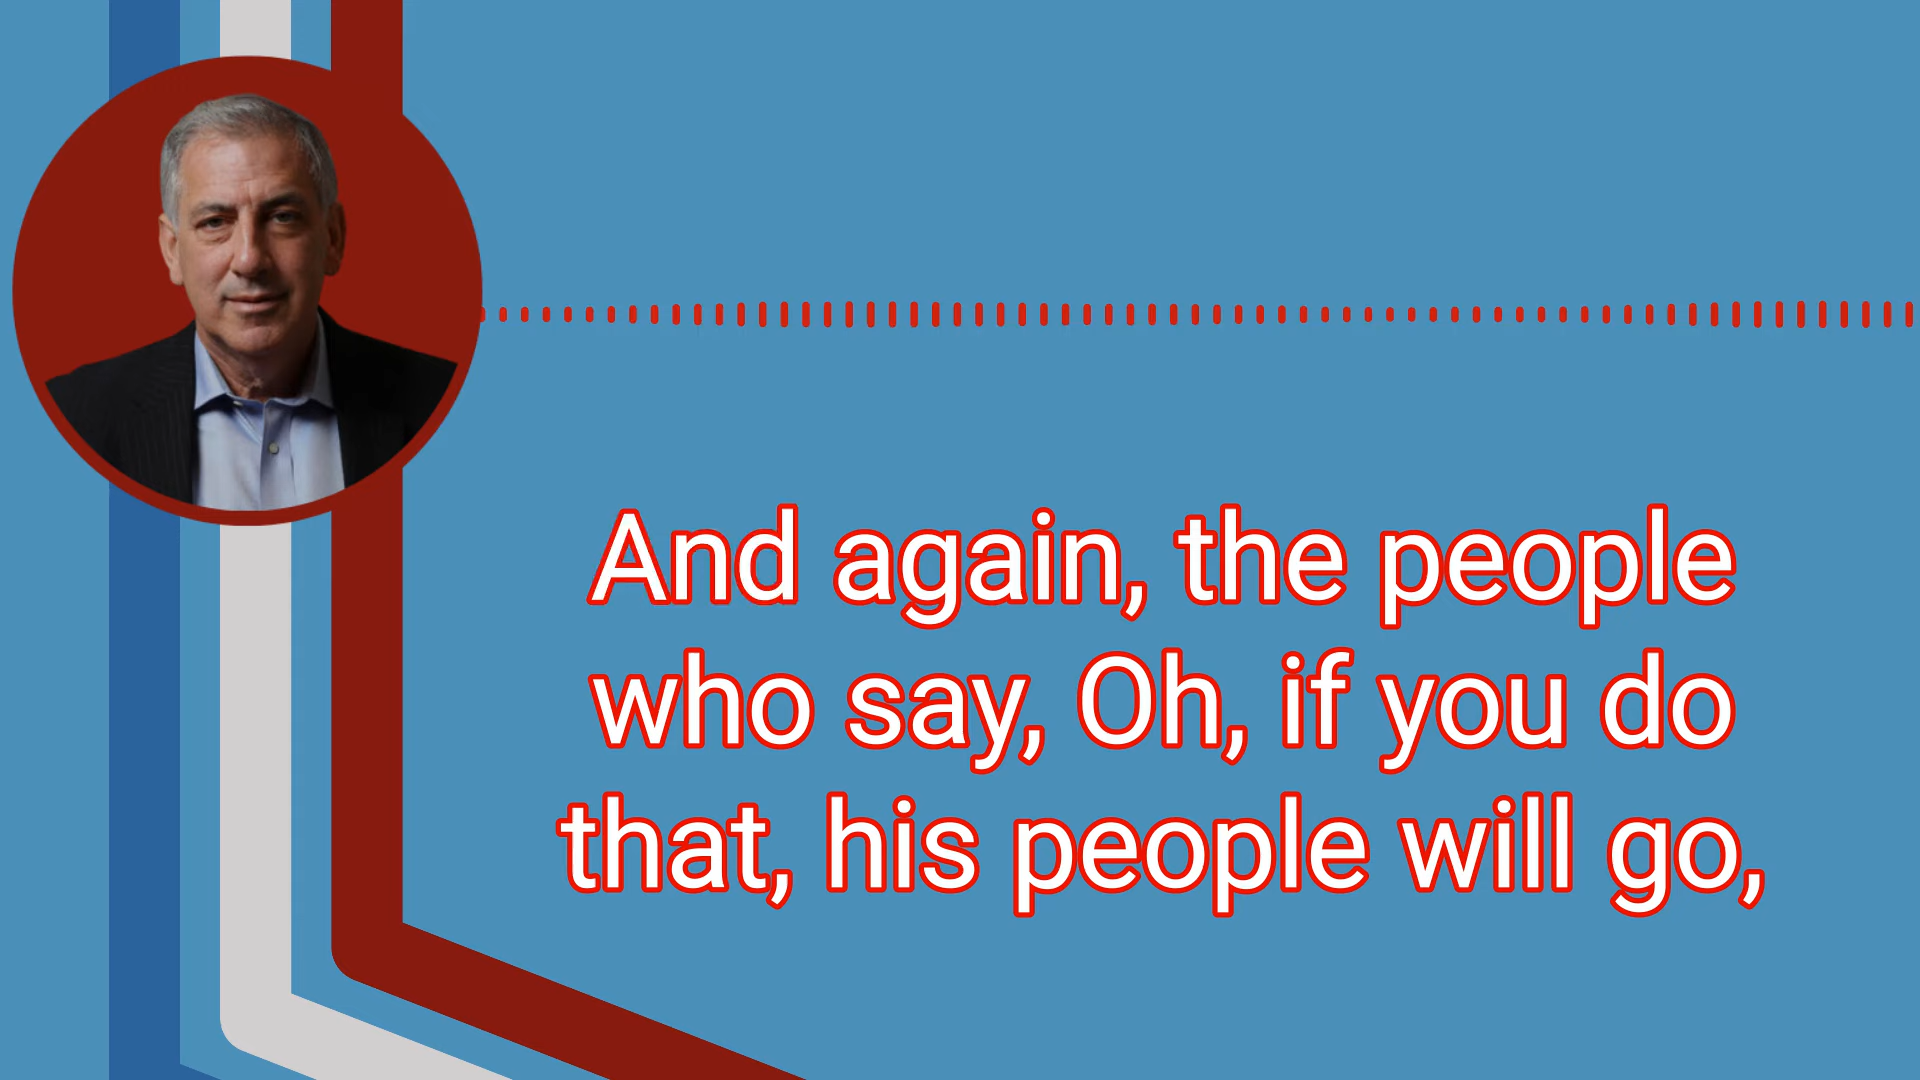 And again, the people
who say, Oh, if you do
that, his people will go,